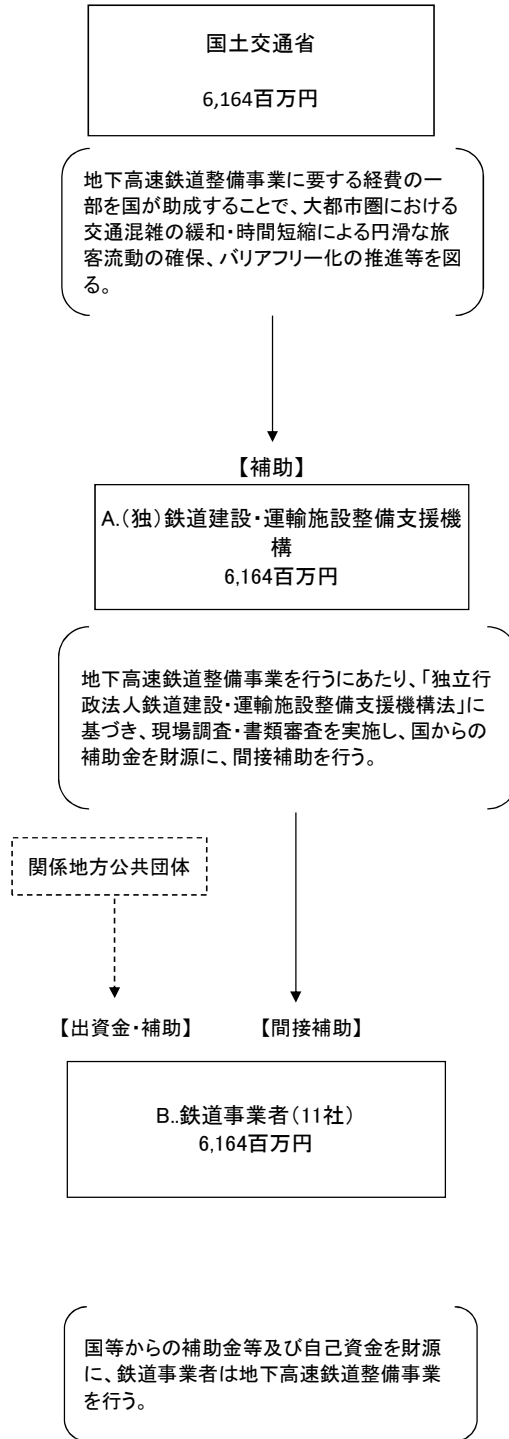 国土交通省
6,164百万円
地下高速鉄道整備事業に要する経費の一
部を国が助成することで、大都市圏における
交通混雑の緩和・時間短縮による円滑な旅
客流動の確保、バリアフリー化の推進等を図
る。
【補助】
A.(独)鉄道建設・運輸施設整備支援機
構
6,164百万円
地下高速鉄道整備事業を行うにあたり、「独立行
政法人鉄道建設・運輸施設整備支援機構法」に
基づき、現場調査・書類審査を実施し、国からの
補助金を財源に、間接補助を行う。
関係地方公共団体
【出資金・補助】 【間接補助】
B..鉄道事業者(11社)
6,164百万円
国等からの補助金等及び自己資金を財源
に、鉄道事業者は地下高速鉄道整備事業
を行う。